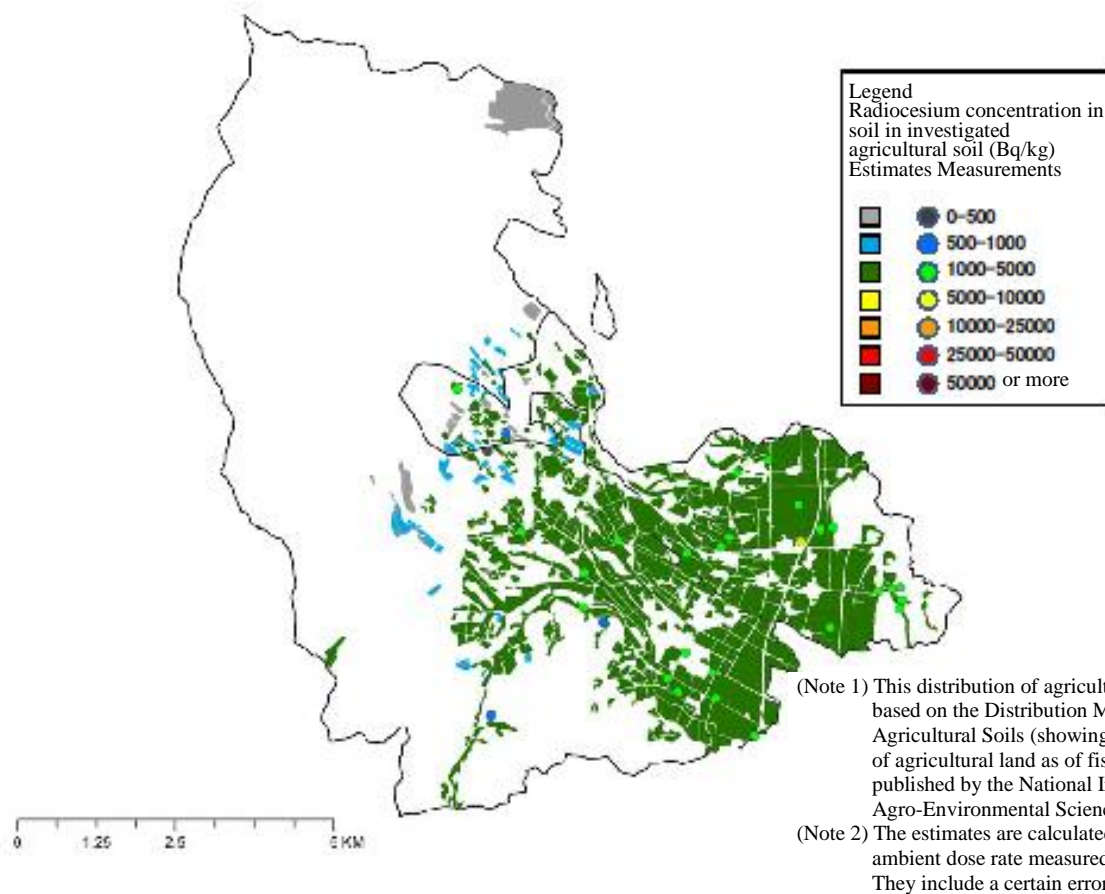 Legend
Radiocesium concentration in
soil in investigated
agricultural soil (Bq/kg)
Estimates Measurements
0-500
500-1000
1000-5000
5000-10000
10000-25000
25000-50000
50000 or more
(Note 1) This distribution of agricult
based on the Distribution M
Agricultural Soils (showing
of agricultural land as of fis
published by the National I
Agro-Environmental Scienc
(Note 2) The estimates are calculated
ambient dose rate measured
They include a certain error
0 1.25 2.5 5 KM